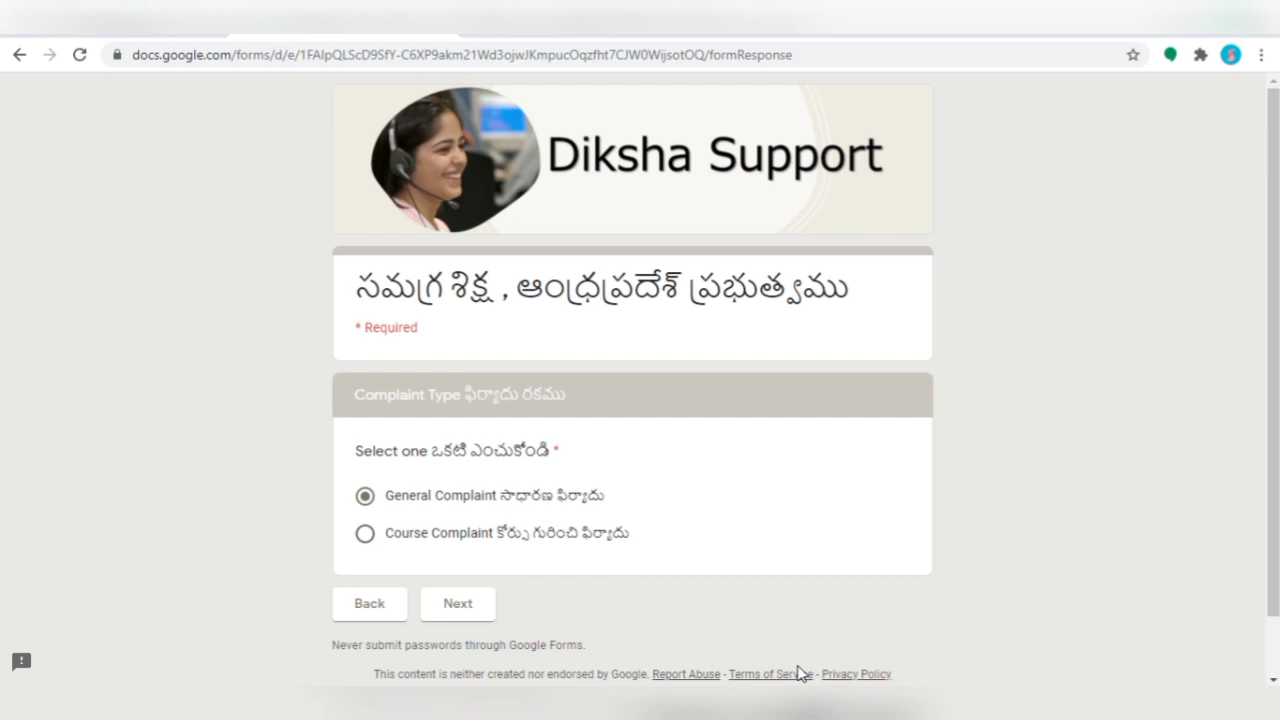 docs.google.com/forms/d/e/1FAIpQLScD9SfY-C6XP9akm21Wd3ojwJKmpucOqzfht7CJW0WijsotOQ/formResponse
Diksha Support
సమగ్ర శిక్ష , ఆంధ్రప్రదేశ్ ప్రభుత్వము
* Required
Complaint Type ఫిర్యాదు రకము
Select one ఒకటి ఎంచుకోండి *
General Complaint సాధారణ ఫిర్యాదు
Course Complaint కోర్సు గురించి ఫిర్యాదు
Back Next
Never submit passwords through Google Forms.
This content is neither created nor endorsed by Google. Report Abuse - Terms of Service - Privacy Policy